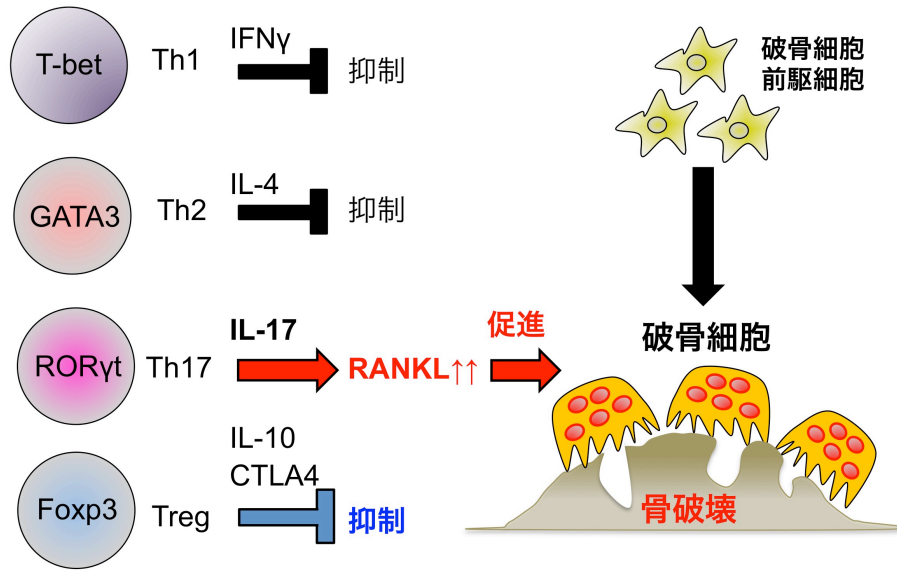 T-bet
Th1
IFNγ
抑制
GATA3
Th2
IL-4
抑制
RORγt
Th17
IL-17
RANKL↑↑
促進
Foxp3
Treg
IL-10
CTLA4
抑制
破骨細胞
前駆細胞
破骨細胞
骨破壊